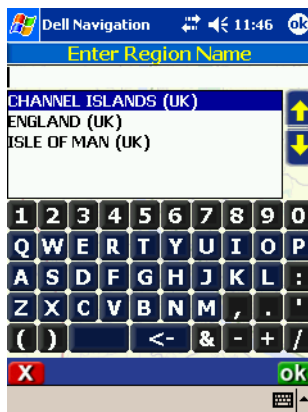 Dell Navigation 11:46 ok
Enter Region Name
CHANNEL ISLANDS (UK)
ENGLAND (UK)
ISLE OF MAN (UK)
1 2 3 4 5 6 7 8 9 0
Q W E R T Y U I O P
A S D F G H J K L :
Z X C V B N M , . "
( ) <- & - + /
X ok